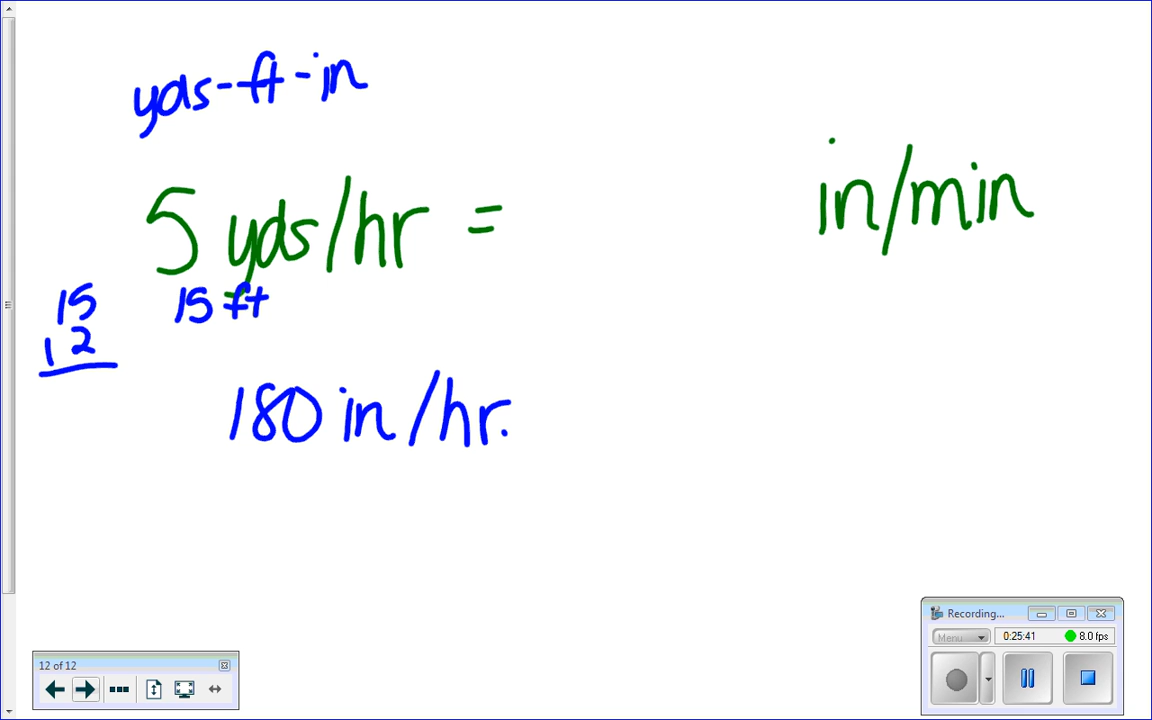 yds-ft-in
5 yds/hr = in/min
15 15 ft
12
180 in/hr.
Recording...
Menu 0:25:41 8.0 fps
12 of 12